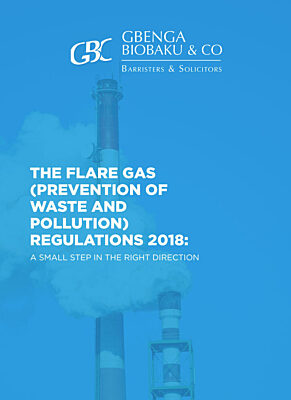 GBC
GBENGA
BIOBAKU & CO
BARRISTERS & SOLICITORS
THE FLARE GAS
(PREVENTION OF
WASTE AND
POLLUTION)
REGULATIONS 2018:
A SMALL STEP IN THE RIGHT DIRECTION